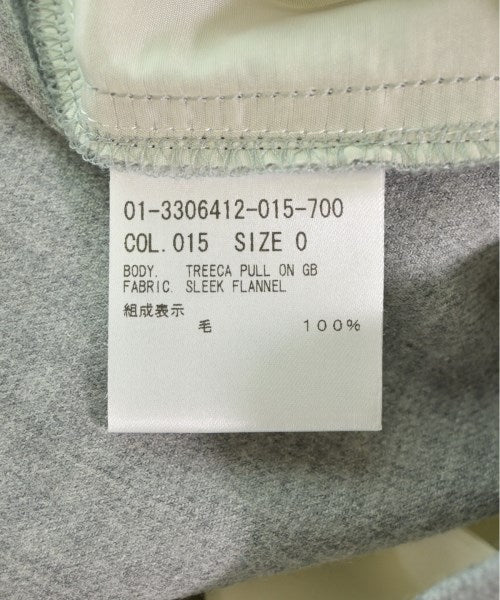 01-3306412-015-700
COL.015 SIZE 0
BODY. TREECA PULL ON GB
FABRIC SLEEK FLANNEL
組成表示
毛 100%